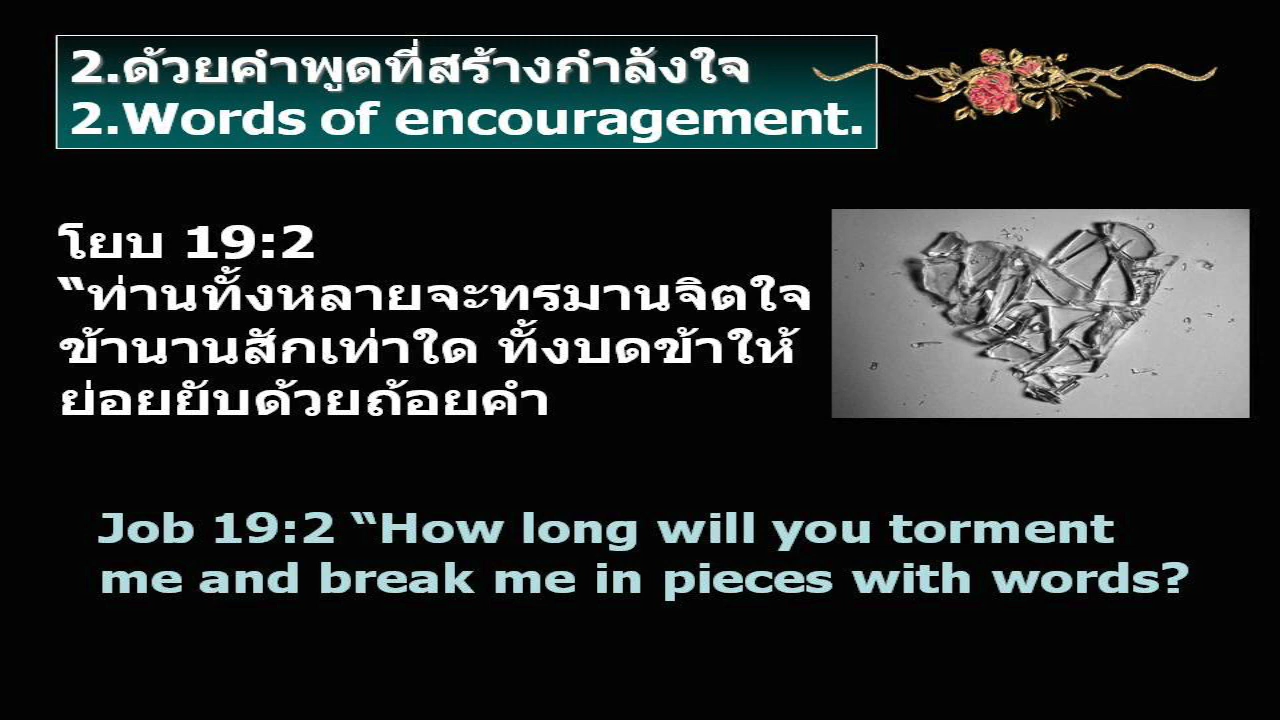 2.ด้วยคำพูดที่สร้างกำลังใจ
2.Words of encouragement.
โยบ 19:2
“ท่านทั้งหลายจะทรมานจิตใจ
ข้านานสักเท่าใด ทั้งบดข้าให้
ย่อยยับด้วยถ้อยคำ
Job 19:2 “How long will you torment
me and break me in pieces with words?